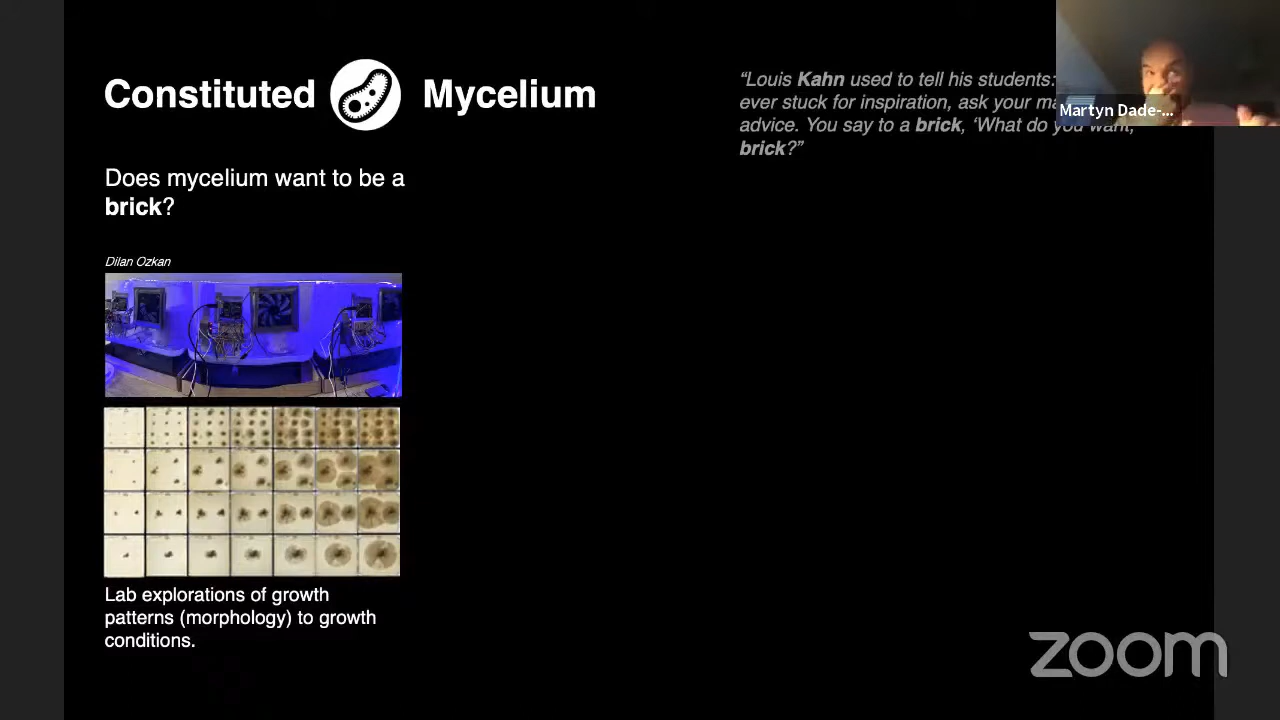 Constituted Mycelium
“Louis Kahn used to tell his students:
ever stuck for inspiration, ask your
advice. You say to a brick, ‘What do you want,
brick?”
Martyn Dade-...
Does mycelium want to be a
brick?
Dilan Ozkan
Lab explorations of growth
patterns (morphology) to growth
conditions.
zoom